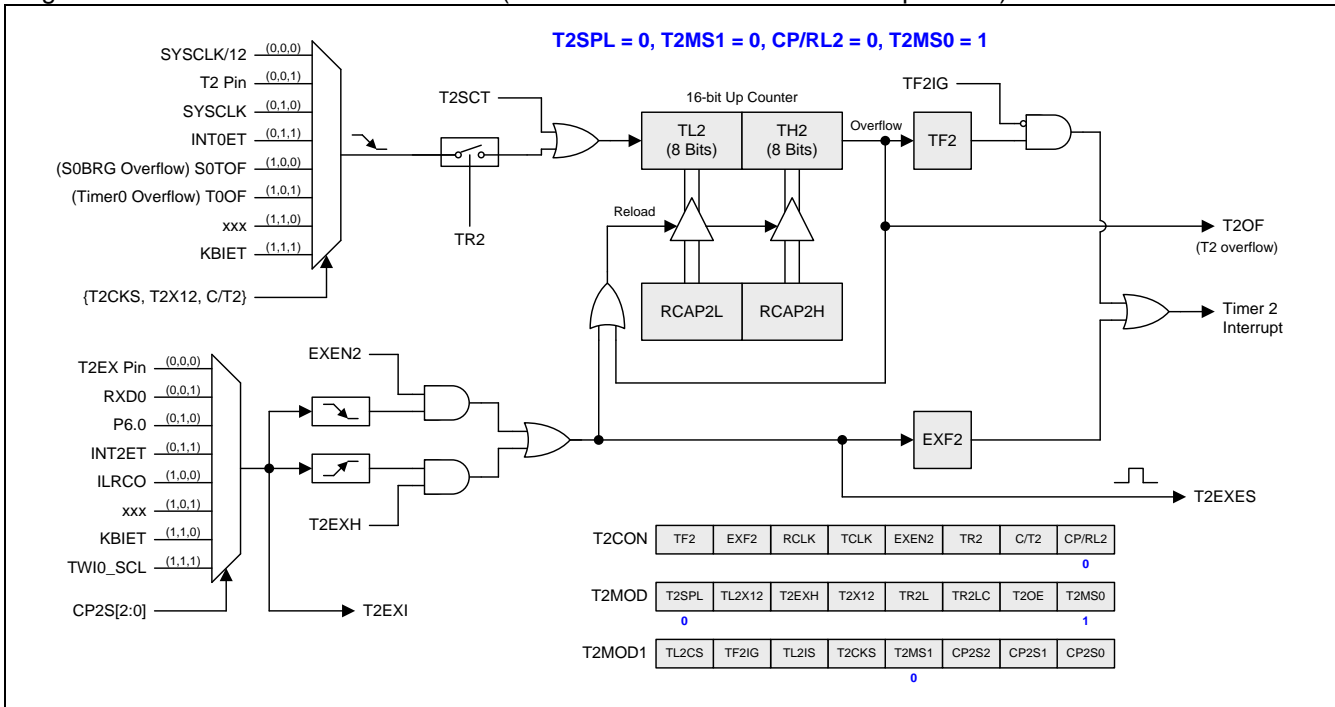 T2SPL = 0, T2MS1 = 0, CP/RL2 = 0, T2MS0 = 1
SYSCLK/12 (0,0,0)
T2 Pin (0,0,1)
SYSCLK (0,1,0)
INT0ET (0,1,1)
(S0BRG Overflow) S0TOF (1,0,0)
(Timer0 Overflow) T0OF (1,0,1)
xxx (1,1,0)
KBIET (1,1,1)
{T2CKS, T2X12, C/T2}
TR2
T2SCT
16-bit Up Counter
TL2
(8 Bits)
TH2
(8 Bits)
Overflow
TF2
TF2IG
Reload
RCAP2L
RCAP2H
T2OF
(T2 overflow)
Timer 2
Interrupt
T2EX Pin (0,0,0)
RXD0 (0,0,1)
P6.0 (0,1,0)
INT2ET (0,1,1)
ILRCO (1,0,0)
xxx (1,0,1)
KBIET (1,1,0)
TWI0_SCL (1,1,1)
CP2S[2:0]
EXEN2
T2EXH
T2EXI
EXF2
T2EXES
T2CON TF2 EXF2 RCLK TCLK EXEN2 TR2 C/T2 CP/RL2
0
T2MOD T2SPL TL2X12 T2EXH T2X12 TR2L TR2LC T2OE T2MS0
0 1
T2MOD1 TL2CS TF2IG TL2IS T2CKS T2MS1 CP2S2 CP2S1 CP2S0
0